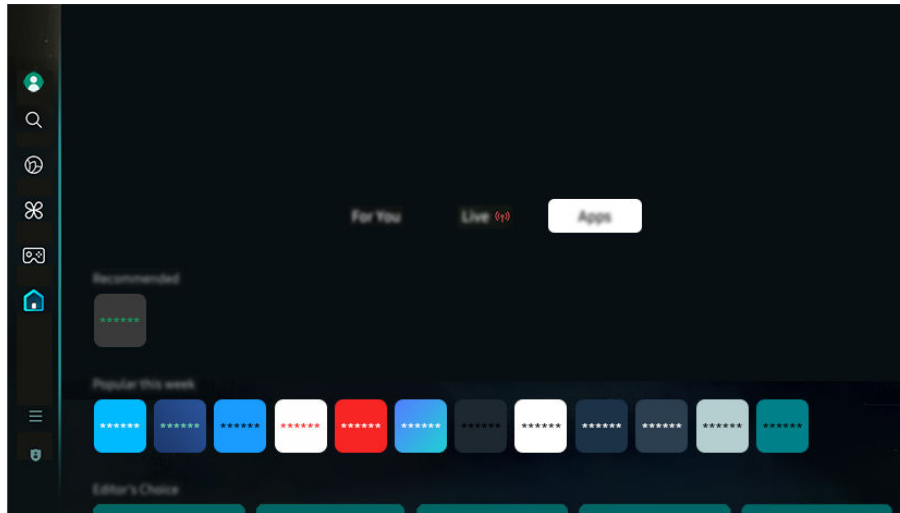 For You
Live
Apps
Recommended
******
Popular this week
****** ****** ****** ****** ****** ****** ****** ****** ****** ****** ****** ******
Editor's Choice